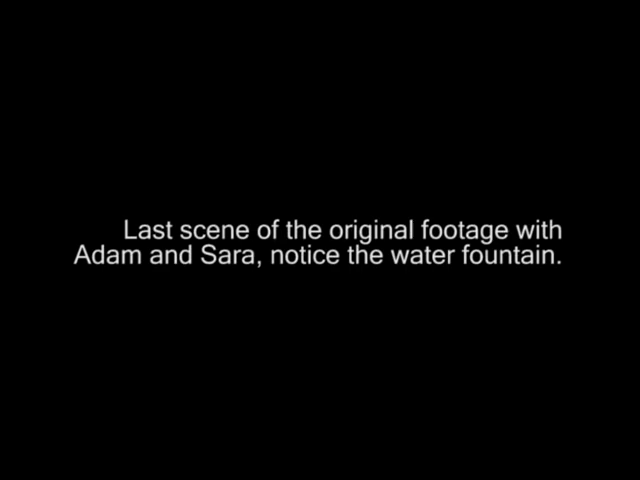 Last scene of the original footage with
Adam and Sara, notice the water fountain.